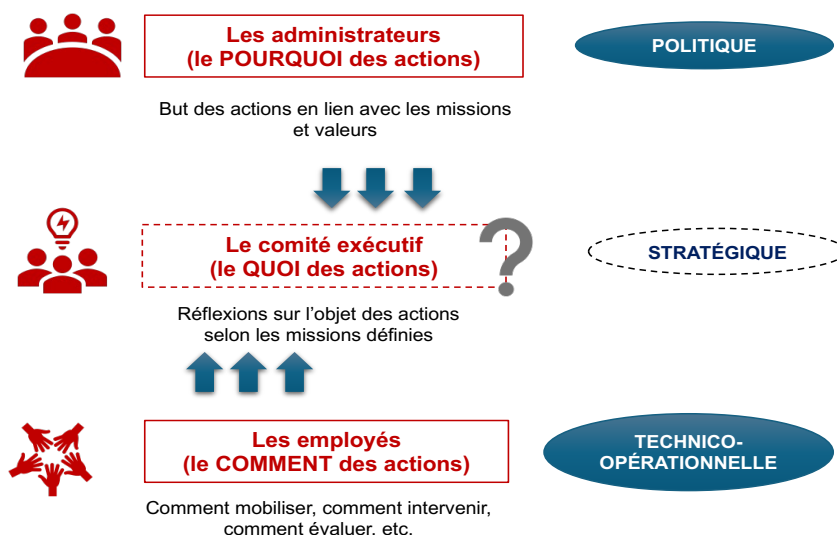 Les administrateurs
(le POURQUOI des actions)
POLITIQUE
But des actions en lien avec les missions
et valeurs
Le comité exécutif
(le QUOI des actions)
?
STRATÉGIQUE
Réflexions sur l'objet des actions
selon les missions définies
Les employés
(le COMMENT des actions)
TECHNICO-
OPÉRATIONNELLE
Comment mobiliser, comment intervenir,
comment évaluer, etc.